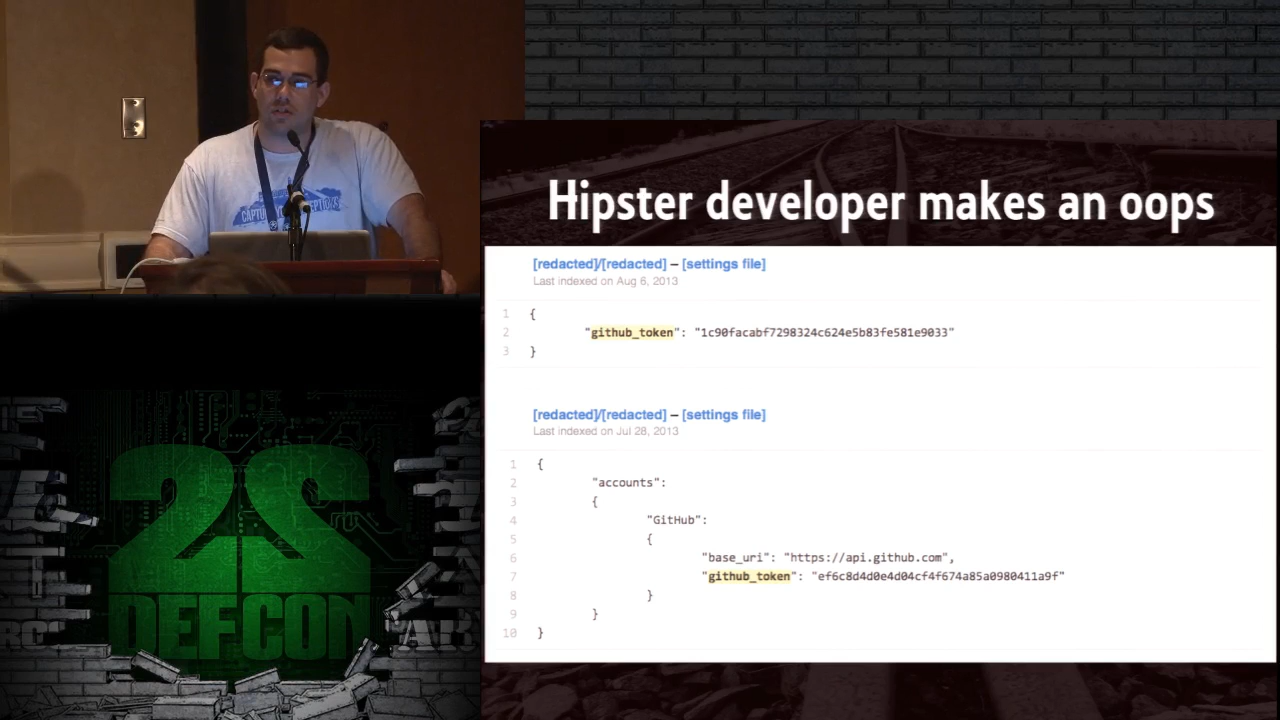 CAPTU
Hipster developer makes an oops
[redacted]/[redacted] – [settings file]
Last indexed on Aug 6, 2013
1 {
2 "github_token": "1c90facabf7298324c624e5b83fe581e9033"
3 }
[redacted]/[redacted] – [settings file]
Last indexed on Jul 28, 2013
1 {
2 "accounts":
3 {
4 "GitHub":
5 {
6 "base_uri": "https://api.github.com",
7 "github_token": "ef6c8d4d0e4d04cf4f674a85a0980411a9f"
8 }
9 }
10 }
22
DEFCON